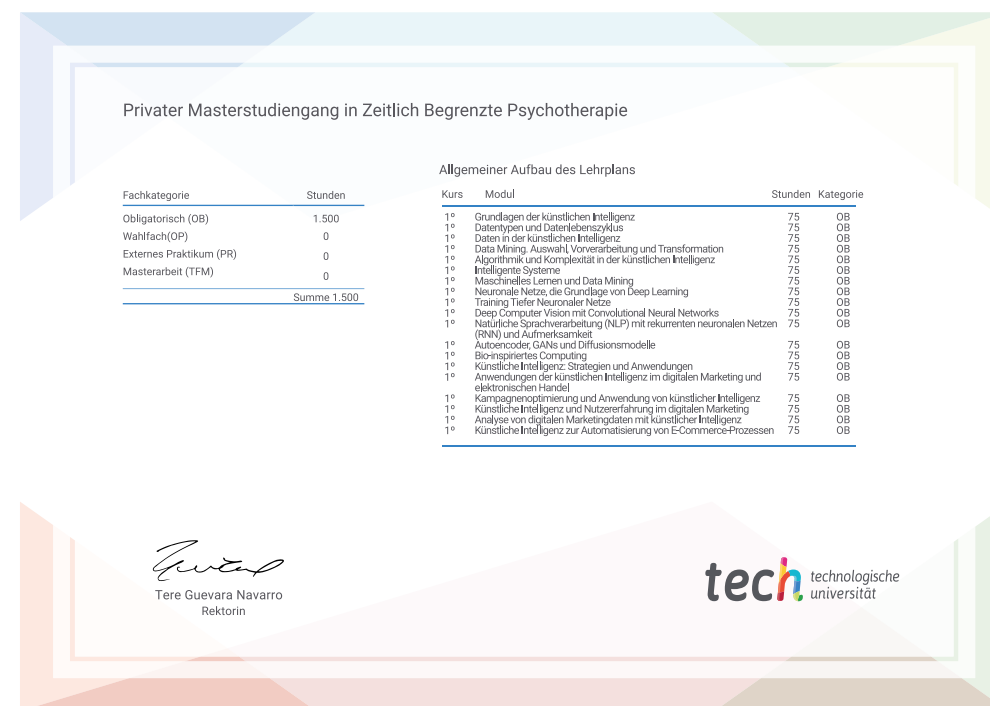 Privater Masterstudiengang in Zeitlich Begrenzte Psychotherapie
Fachkategorie Stunden
Obligatorisch (OB) 1.500
Wahlfach(OP) 0
Externes Praktikum (PR) 0
Masterarbeit (TFM) 0
Summe 1.500
Allgemeiner Aufbau des Lehrplans
Kurs Modul Stunden Kategorie
1º Grundlagen der künstlichen Intelligenz 75 OB
1º Datentypen und Datenlebenszyklus 75 OB
1º Daten in der künstlichen Intelligenz 75 OB
1º Data Mining. Auswahl, Vorverarbeitung und Transformation 75 OB
1º Algorithmik und Komplexität in der künstlichen Intelligenz 75 OB
1º Intelligente Systeme 75 OB
1º Maschinelles Lernen und Data Mining 75 OB
1º Neuronale Netze, die Grundlage von Deep Learning 75 OB
1º Training Tiefer Neuronaler Netze 75 OB
1º Deep Computer Vision mit Convolutional Neural Networks 75 OB
1º Natürliche Sprachverarbeitung (NLP) mit rekurrenten neuronalen Netzen 75 OB
(RNN) und Aufmerksamkeit
1º Autoencoder, GANs und Diffusionsmodelle 75 OB
1º Bio-inspiriertes Computing 75 OB
1º Künstliche Intelligenz: Strategien und Anwendungen 75 OB
1º Anwendungen der künstlichen Intelligenz im digitalen Marketing und 75 OB
elektronischen Handel
1º Kampagnenoptimierung und Anwendung von künstlicher Intelligenz 75 OB
1º Künstliche Intelligenz und Nutzererfahrung im digitalen Marketing 75 OB
1º Analyse von digitalen Marketingdaten mit künstlicher Intelligenz 75 OB
1º Künstliche Intelligenz zur Automatisierung von E-Commerce-Prozessen 75 OB
Tere Guevara Navarro
Rektorin
tech technologische
universität